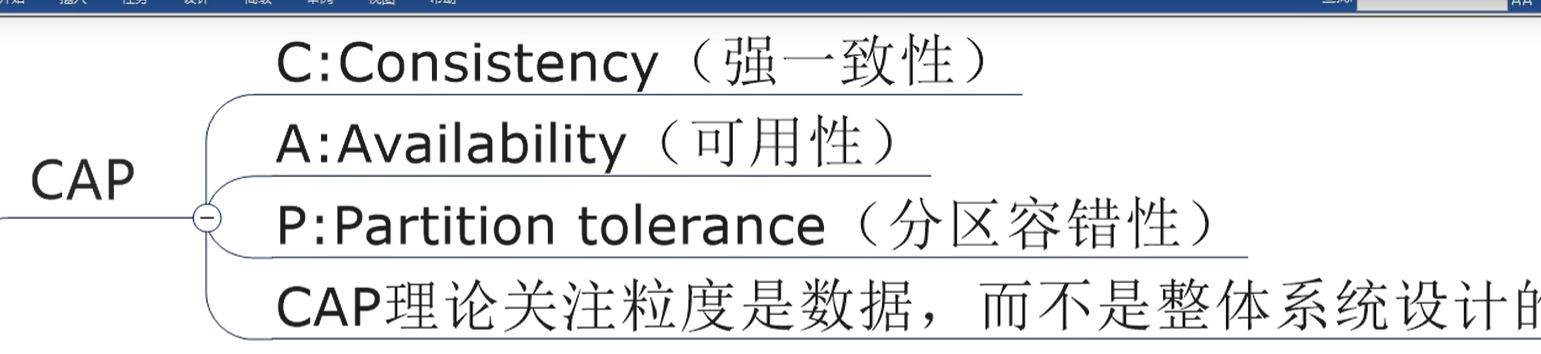 CAP
C:Consistency（强一致性）
A:Availability（可用性）
P:Partition tolerance（分区容错性）
CAP理论关注粒度是数据，而不是整体系统设计的